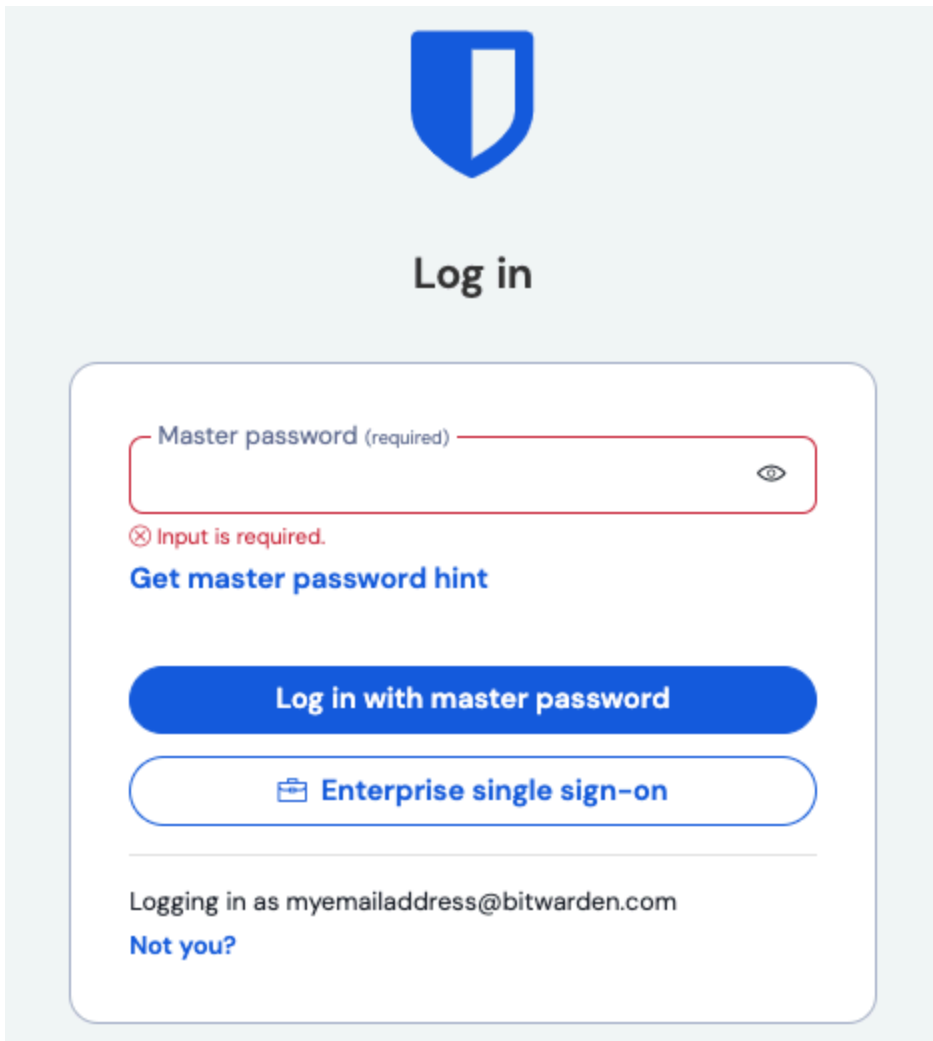 Log in
Master password (required)
Input is required.
Get master password hint
Log in with master password
Enterprise single sign-on
Logging in as myemailaddress@bitwarden.com
Not you?